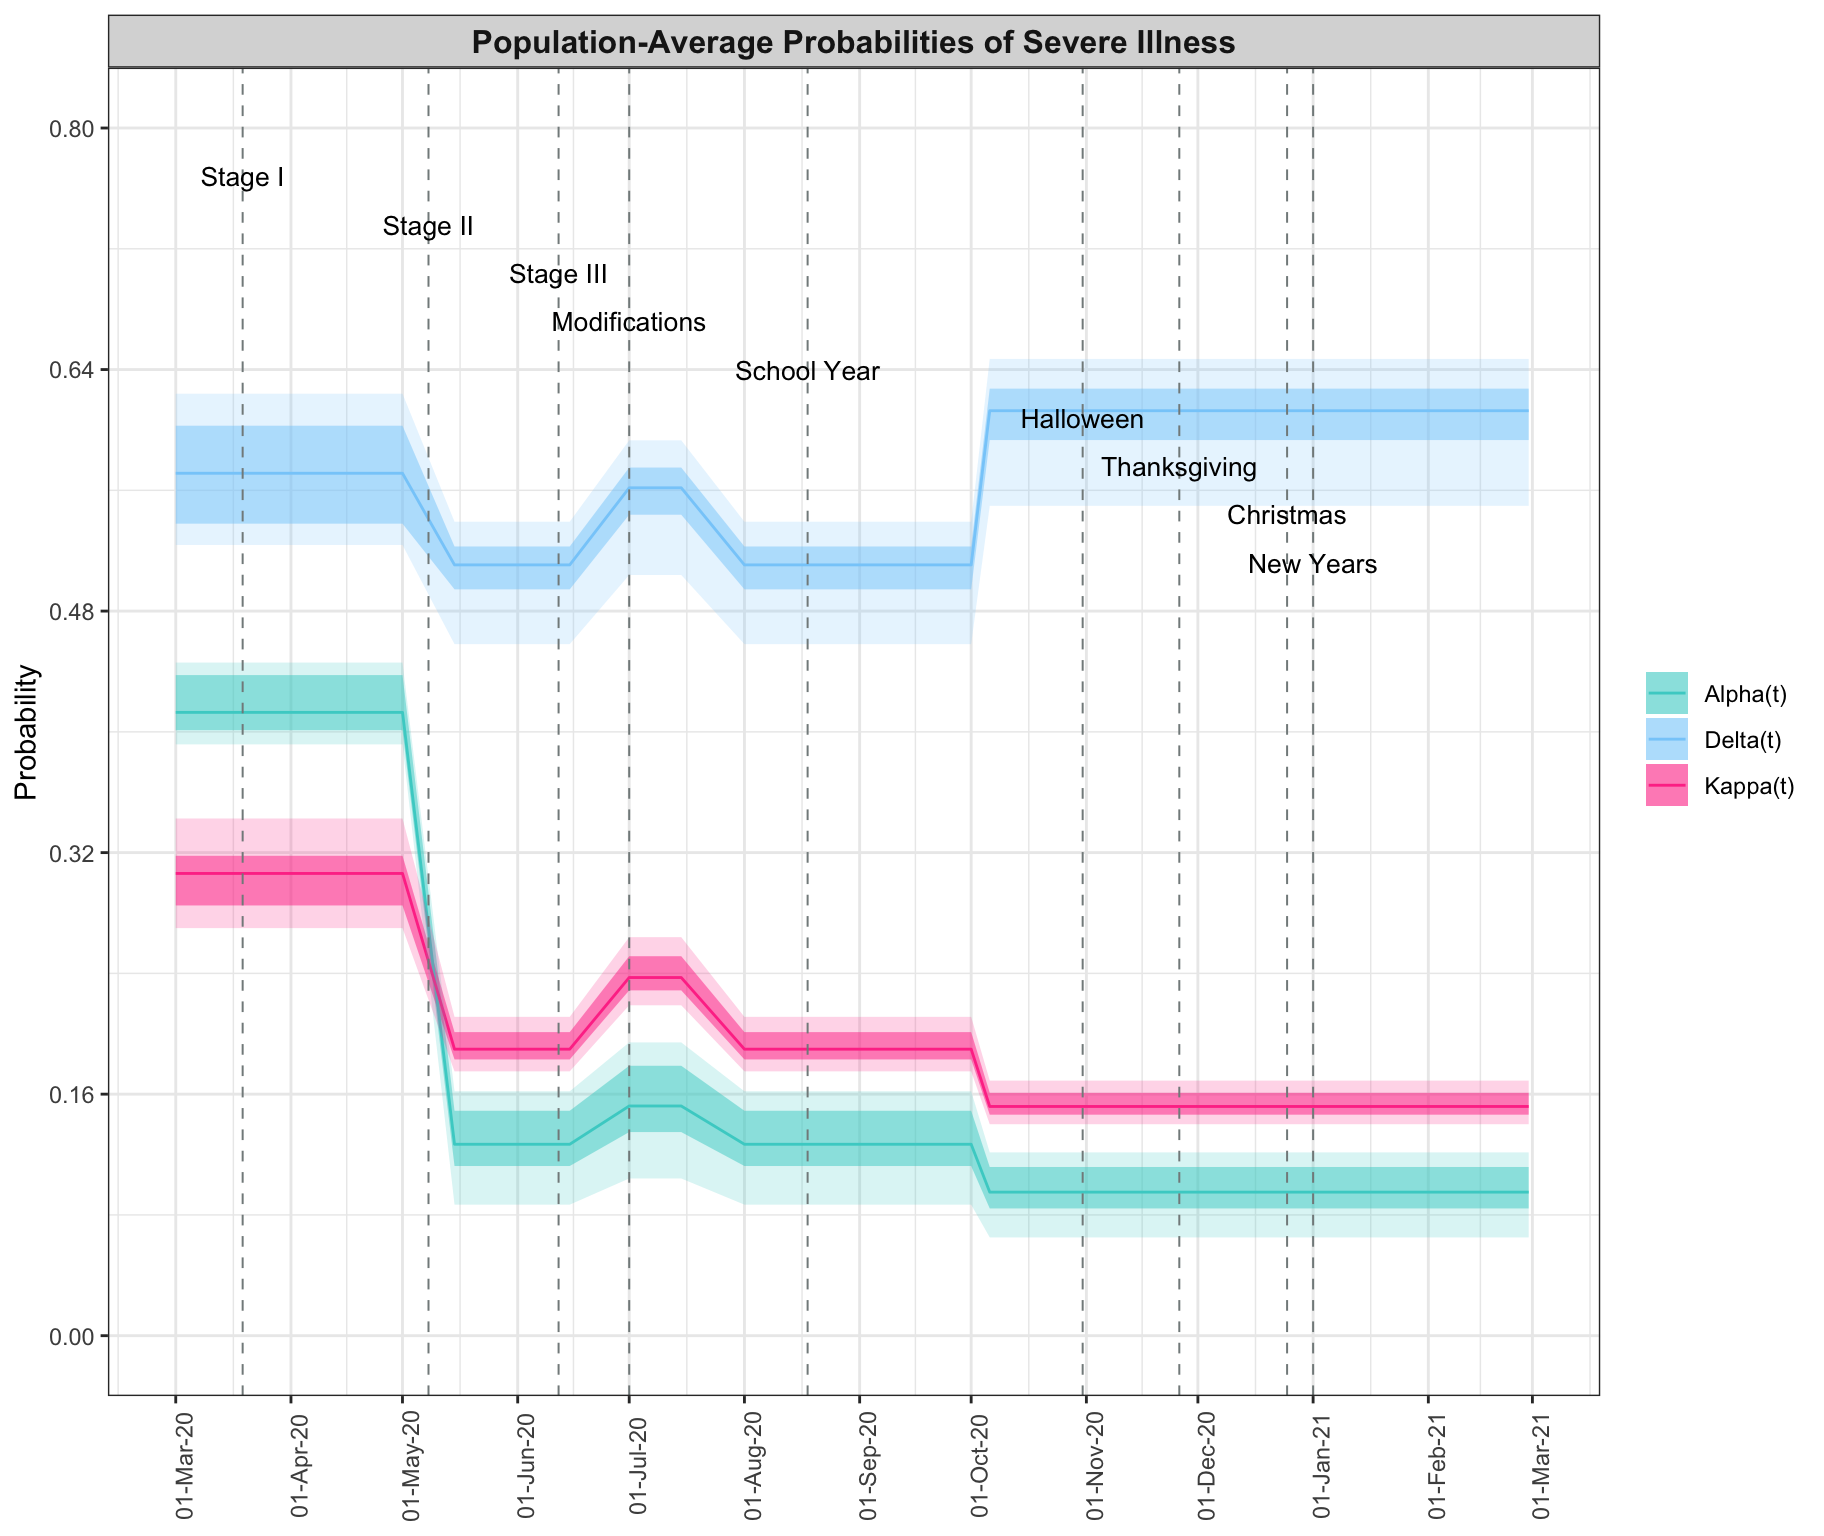 Population-Average Probabilities of Severe Illness
0.80
Stage I
Stage II
Stage III
Modifications
0.64
School Year
Halloween
Thanksgiving
Christmas
New Years
0.48
Probability
Alpha(t)
Delta(t)
Kappa(t)
0.32
0.16
0.00
01-Mar-20
01-Apr-20
01-May-20
01-Jun-20
01-Jul-20
01-Aug-20
01-Sep-20
01-Oct-20
01-Nov-20
01-Dec-20
01-Jan-21
01-Feb-21
01-Mar-21